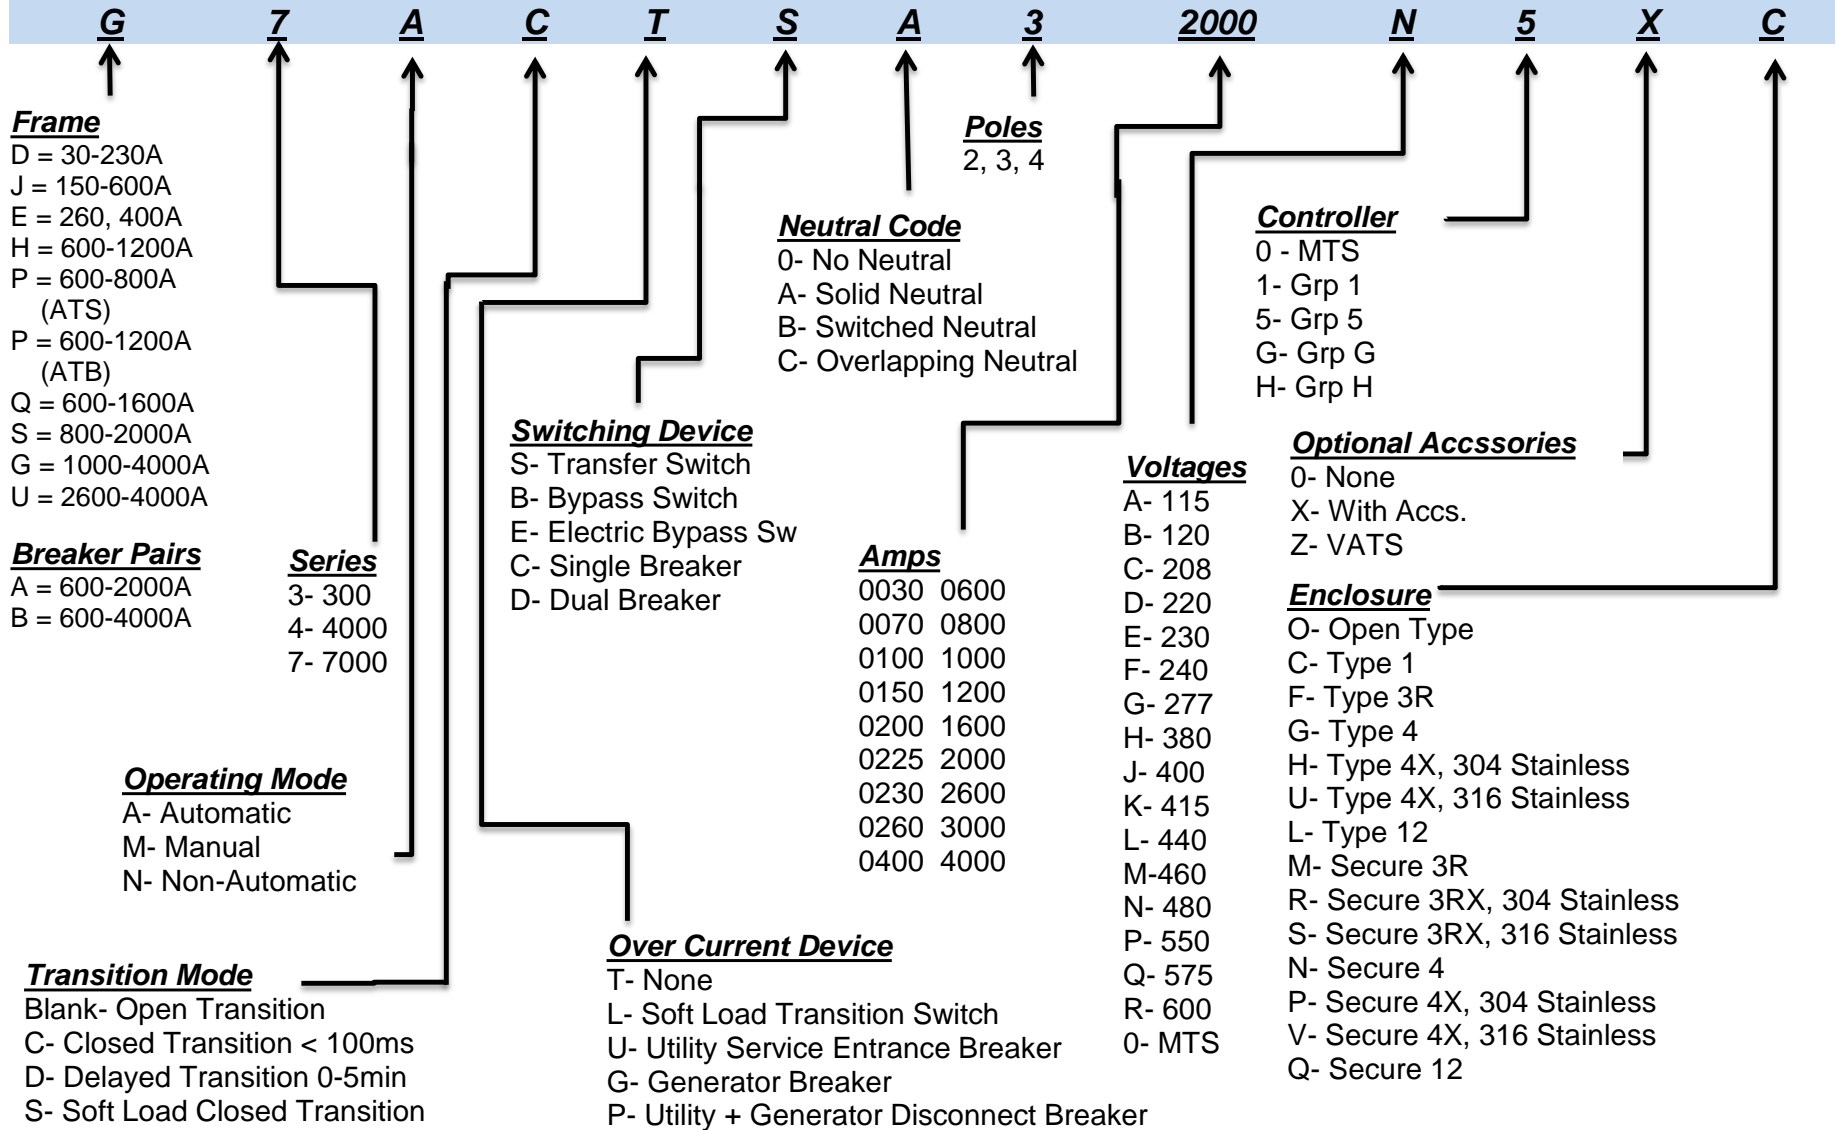 G 7 A C T S A 3 2000 N 5 X C
Frame
D = 30-230A
J = 150-600A
E = 260, 400A
H = 600-1200A
P = 600-800A
(ATS)
P = 600-1200A
(ATB)
Q = 600-1600A
S = 800-2000A
G = 1000-4000A
U = 2600-4000A
Breaker Pairs
A = 600-2000A
B = 600-4000A
Series
3- 300
4- 4000
7- 7000
Operating Mode
A- Automatic
M- Manual
N- Non-Automatic
Transition Mode
Blank- Open Transition
C- Closed Transition < 100ms
D- Delayed Transition 0-5min
S- Soft Load Closed Transition
Over Current Device
T- None
L- Soft Load Transition Switch
U- Utility Service Entrance Breaker
G- Generator Breaker
P- Utility + Generator Disconnect Breaker
Switching Device
S- Transfer Switch
B- Bypass Switch
E- Electric Bypass Sw
C- Single Breaker
D- Dual Breaker
Neutral Code
0- No Neutral
A- Solid Neutral
B- Switched Neutral
C- Overlapping Neutral
Poles
2, 3, 4
Amps
0030 0600
0070 0800
0100 1000
0150 1200
0200 1600
0225 2000
0230 2600
0260 3000
0400 4000
Voltages
A- 115
B- 120
C- 208
D- 220
E- 230
F- 240
G- 277
H- 380
J- 400
K- 415
L- 440
M-460
N- 480
P- 550
Q- 575
R- 600
0- MTS
Controller
0 - MTS
1- Grp 1
5- Grp 5
G- Grp G
H- Grp H
Optional Accssories
0- None
X- With Accs.
Z- VATS
Enclosure
O- Open Type
C- Type 1
F- Type 3R
G- Type 4
H- Type 4X, 304 Stainless
U- Type 4X, 316 Stainless
L- Type 12
M- Secure 3R
R- Secure 3RX, 304 Stainless
S- Secure 3RX, 316 Stainless
N- Secure 4
P- Secure 4X, 304 Stainless
V- Secure 4X, 316 Stainless
Q- Secure 12